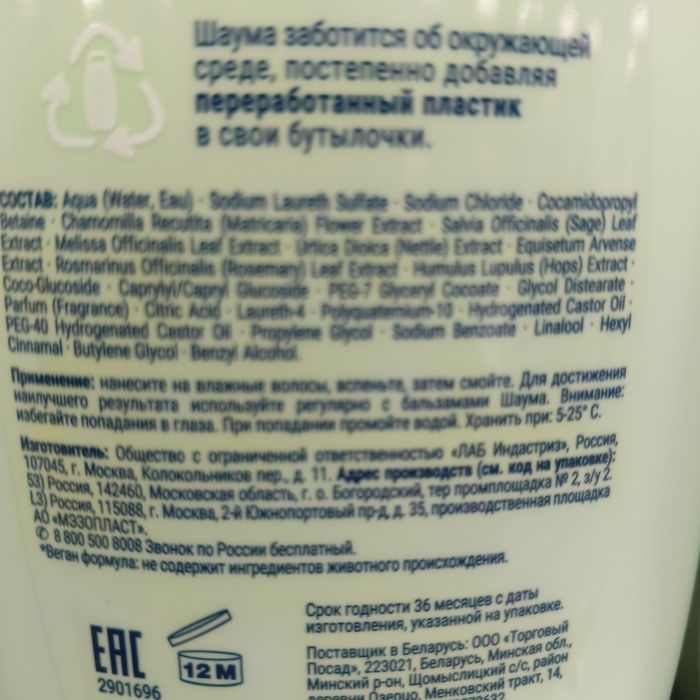 Шаума заботится об окружающей
среде, постепенно добавляя
переработанный пластик
в свои бутылочки.
СОСТАВ: Aqua (Water, Eau) · Sodium Laureth Sulfate · Sodium Chloride · Cocamidopropyl
Betaine · Chamomilla Recutita (Matricaria) Flower Extract · Salvia Officinalis (Sage) Leaf
Extract · Melissa Officinalis Leaf Extract · Urtica Dioica (Nettle) Extract · Equisetum Arvense
Extract · Rosmarinus Officinalis (Rosemary) Leaf Extract · Humulus Lupulus (Hops) Extract ·
Coco-Glucoside · Caprylyl/Capryl Glucoside · PEG-7 Glyceryl Cocoate · Glycol Distearate ·
Parfum (Fragrance) · Citric Acid · Laureth-4 · Polyquaternium-10 · Hydrogenated Castor Oil ·
PEG-40 Hydrogenated Castor Oil · Propylene Glycol · Sodium Benzoate · Linalool · Hexyl
Cinnamal · Butylene Glycol · Benzyl Alcohol.
Применение: нанесите на влажные волосы, вспеньте, затем смойте. Для достижения
наилучшего результата используйте регулярно с бальзамами Шаума. Внимание:
избегайте попадания в глаза. При попадании промойте водой. Хранить при: 5-25° С.
Изготовитель: Общество с ограниченной ответственностью «ЛАБ Индастриз», Россия,
107045, г. Москва, Колокольников пер., д. 11. Адрес производств (см. код на упаковке):
53) Россия, 142460, Московская область, г. о. Богородский, тер промплощадка № 2, з/у 2.
L3) Россия, 115088, г. Москва, 2-й Южнопортовый пр-д, д. 35, производственная площадка
АО «МЭЗОПЛАСТ».
8 800 500 8008 Звонок по России бесплатный.
*Веган формула: не содержит ингредиентов животного происхождения.
EAC
2901696
12 M
Срок годности 36 месяцев с даты
изготовления, указанной на упаковке.
Поставщик в Беларусь: ООО «Торговый
Посад», 223021, Беларусь, Минская обл.,
Минский р-он, Щомыслицкий с/с, район
деревни Озерцо, Менковский тракт, 14,